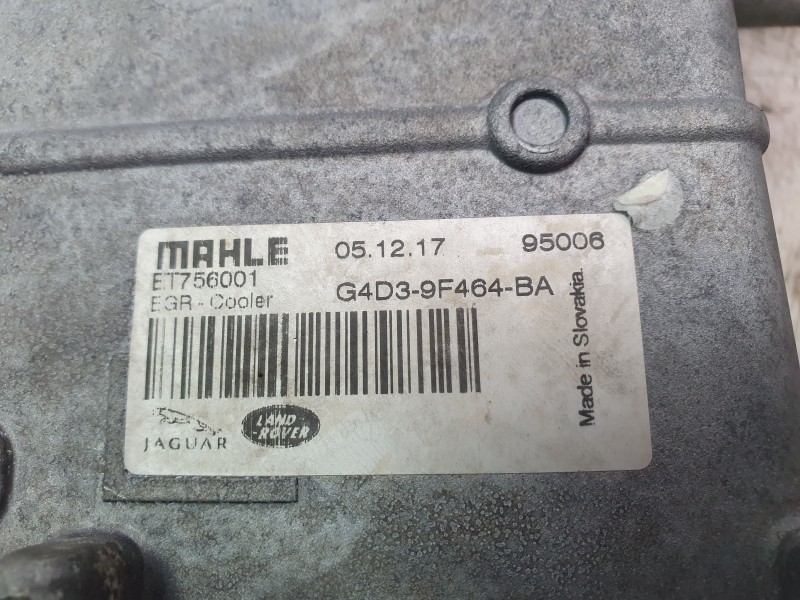 MAHLE 05.12.17 95006
ET756001
EGR - Cooler G4D3-9F464-BA
Made in Slovakia.
JAGUAR
LAND
-ROVER